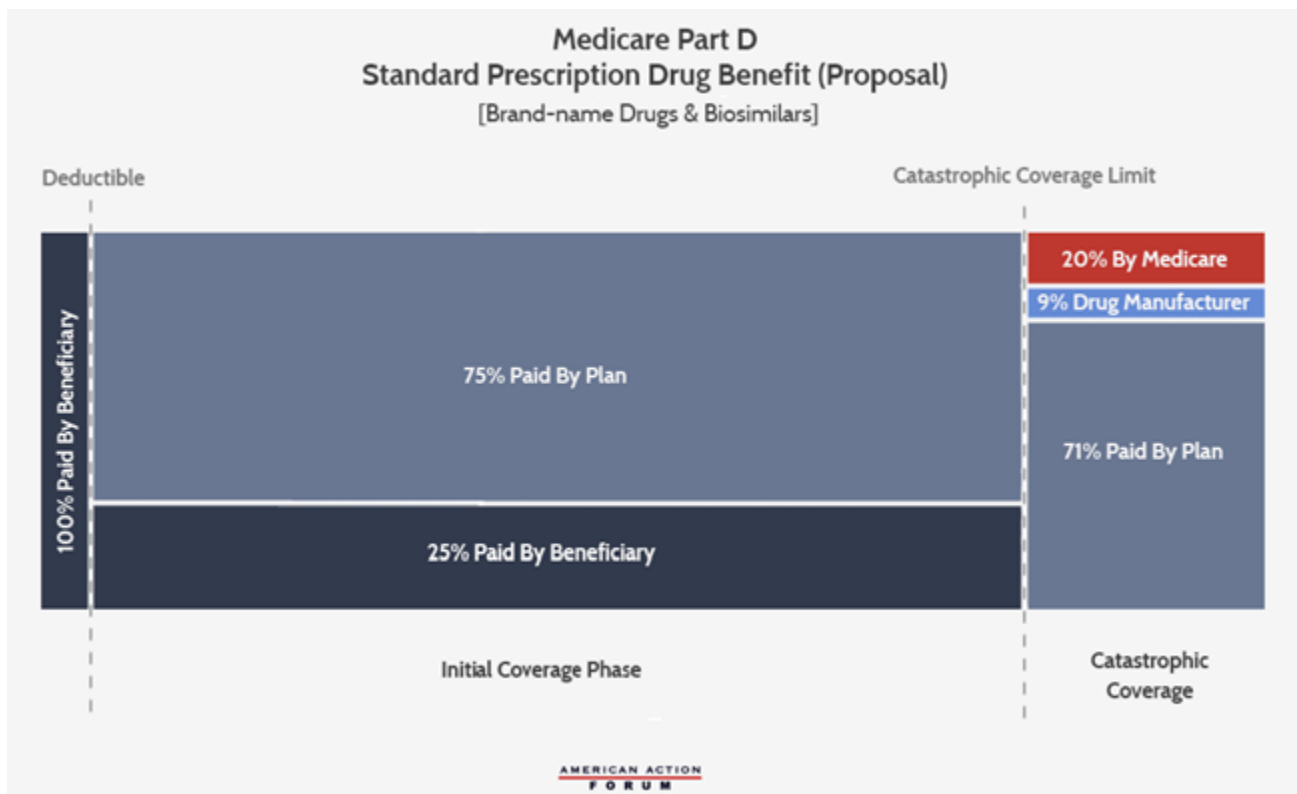 Medicare Part D
Standard Prescription Drug Benefit (Proposal)
[Brand-name Drugs & Biosimilars]
Deductible
Catastrophic Coverage Limit
100% Paid By Beneficiary
75% Paid By Plan
25% Paid By Beneficiary
20% By Medicare
9% Drug Manufacturer
71% Paid By Plan
Initial Coverage Phase
Catastrophic
Coverage
AMERICAN ACTION
FORUM